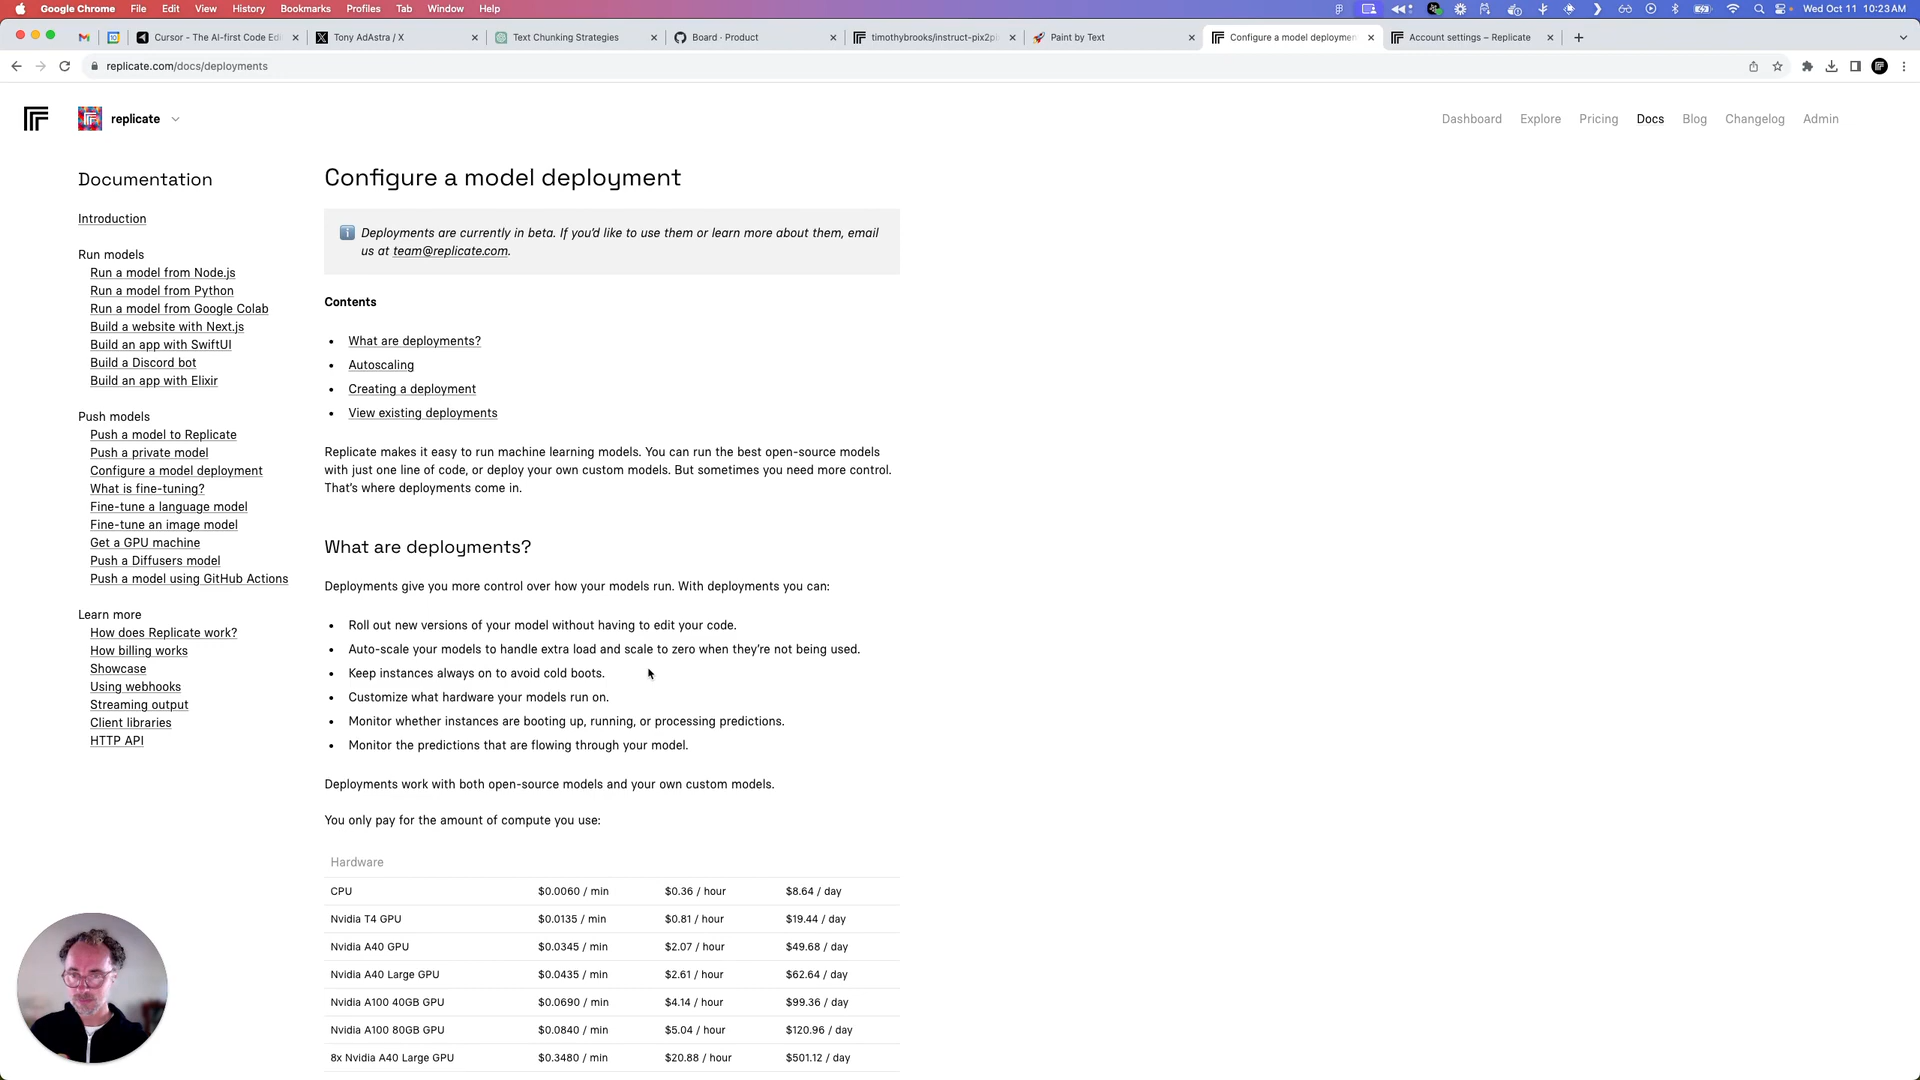 Google Chrome File Edit View History Bookmarks Profiles Tab Window Help
Wed Oct 11 10:23 AM
Cursor - The AI-first Code Edi
Tony AdAstra / X
Text Chunking Strategies
Board · Product
timothybrooks/instruct-pix2pi
Paint by Text
Configure a model deploymen
Account settings – Replicate
replicate.com/docs/deployments
replicate
Dashboard Explore Pricing Docs Blog Changelog Admin
Documentation
Introduction
Run models
Run a model from Node.js
Run a model from Python
Run a model from Google Colab
Build a website with Next.js
Build an app with SwiftUI
Build a Discord bot
Build an app with Elixir
Push models
Push a model to Replicate
Push a private model
Configure a model deployment
What is fine-tuning?
Fine-tune a language model
Fine-tune an image model
Get a GPU machine
Push a Diffusers model
Push a model using GitHub Actions
Learn more
How does Replicate work?
How billing works
Showcase
Using webhooks
Streaming output
Client libraries
HTTP API
Configure a model deployment
Deployments are currently in beta. If you'd like to use them or learn more about them, email
us at team@replicate.com.
Contents
• What are deployments?
• Autoscaling
• Creating a deployment
• View existing deployments
Replicate makes it easy to run machine learning models. You can run the best open-source models
with just one line of code, or deploy your own custom models. But sometimes you need more control.
That's where deployments come in.
What are deployments?
Deployments give you more control over how your models run. With deployments you can:
• Roll out new versions of your model without having to edit your code.
• Auto-scale your models to handle extra load and scale to zero when they're not being used.
• Keep instances always on to avoid cold boots.
• Customize what hardware your models run on.
• Monitor whether instances are booting up, running, or processing predictions.
• Monitor the predictions that are flowing through your model.
Deployments work with both open-source models and your own custom models.
You only pay for the amount of compute you use:
Hardware
CPU $0.0060 / min $0.36 / hour $8.64 / day
Nvidia T4 GPU $0.0135 / min $0.81 / hour $19.44 / day
Nvidia A40 GPU $0.0345 / min $2.07 / hour $49.68 / day
Nvidia A40 Large GPU $0.0435 / min $2.61 / hour $62.64 / day
Nvidia A100 40GB GPU $0.0690 / min $4.14 / hour $99.36 / day
Nvidia A100 80GB GPU $0.0840 / min $5.04 / hour $120.96 / day
8x Nvidia A40 Large GPU $0.3480 / min $20.88 / hour $501.12 / day